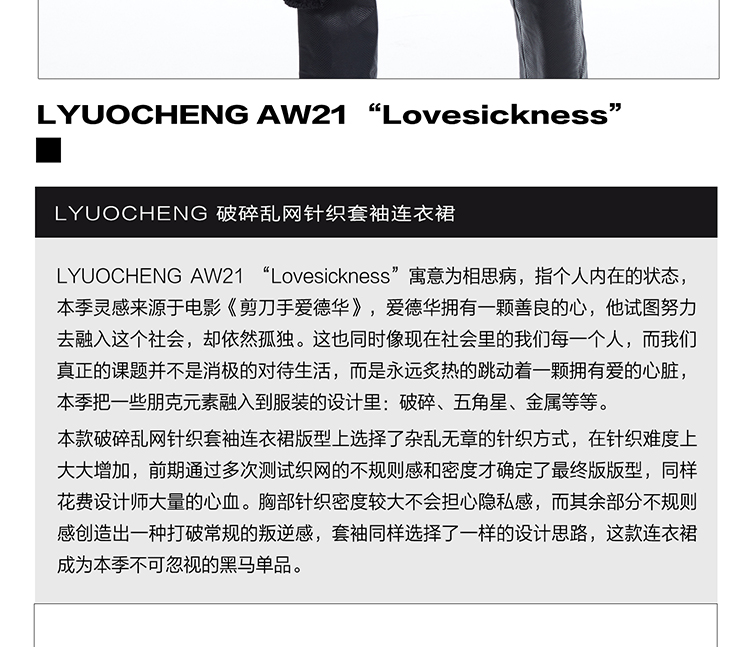 LYUOCHENG AW21 “Lovesickness”
LYUOCHENG 破碎乱网针织套袖连衣裙
LYUOCHENG AW21 “Lovesickness”寓意为相思病，指个人内在的状态，
本季灵感来源于电影《剪刀手爱德华》，爱德华拥有一颗善良的心，他试图努力
去融入这个社会，却依然孤独。这也同时像现在社会里的我们每一个人，而我们
真正的课题并不是消极的对待生活，而是永远炙热的跳动着一颗拥有爱的心脏，
本季把一些朋克元素融入到服装的设计里：破碎、五角星、金属等等。
本款破碎乱网针织套袖连衣裙版型上选择了杂乱无章的针织方式，在针织难度上
大大增加，前期通过多次测试织网的不规则感和密度才确定了最终版版型，同样
花费设计师大量的心血。胸部针织密度较大不会担心隐私感，而其余部分不规则
感创造出一种打破常规的叛逆感，套袖同样选择了一样的设计思路，这款连衣裙
成为本季不可忽视的黑马单品。